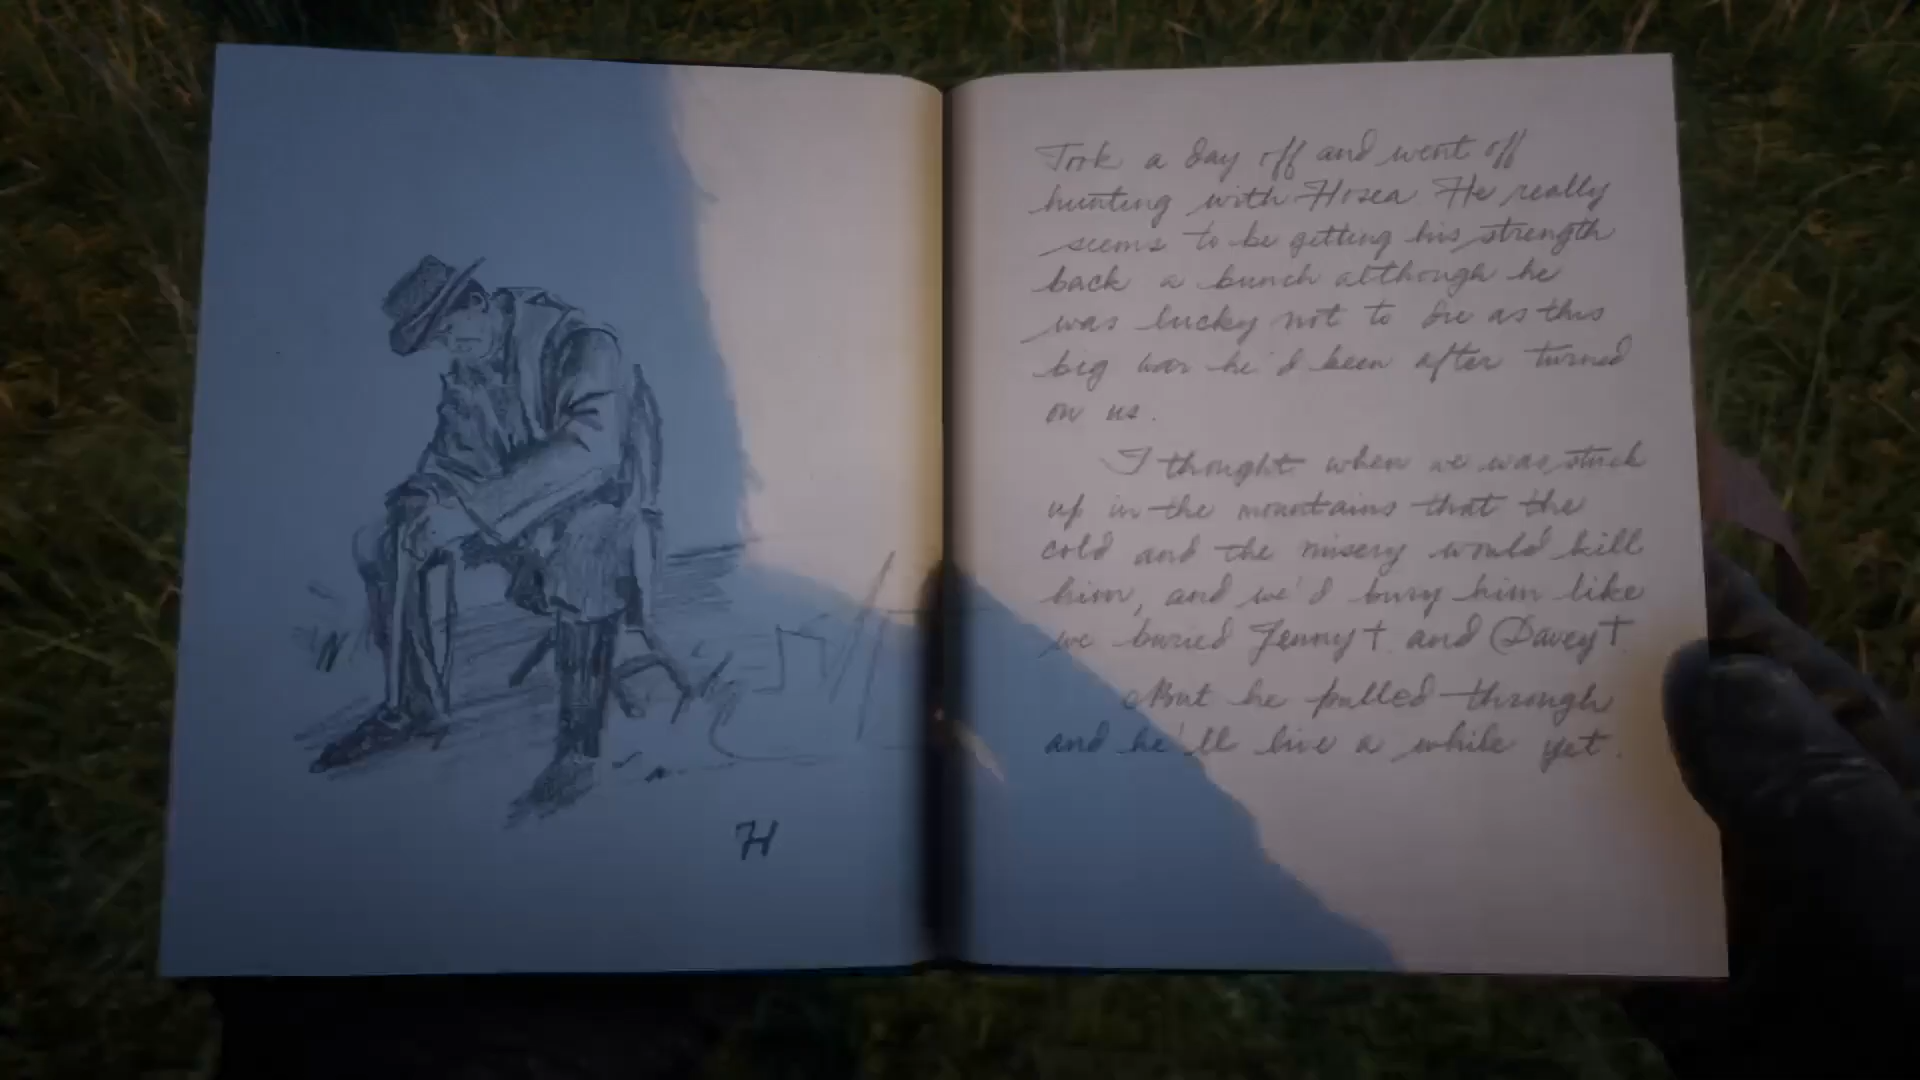 H
Took a day off and went off
hunting with Hosea He really
seems to be getting his strength
back a bunch although he
was lucky not to die as this
big bear he'd been after turned
on us.
I thought when we was stuck
up in the mountains that the
cold and the misery would kill
him, and we'd bury him like
we buried Jenny† and Davey†.
But he pulled through
and he'll live a while yet.